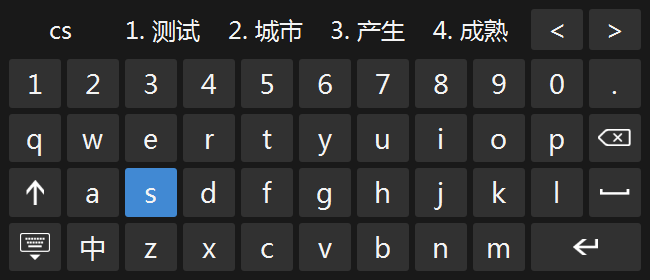 cs 1. 测试 2. 城市 3. 产生 4. 成熟 < >
1 2 3 4 5 6 7 8 9 0 .
q w e r t y u i o p
a s d f g h j k l
中 z x c v b n m